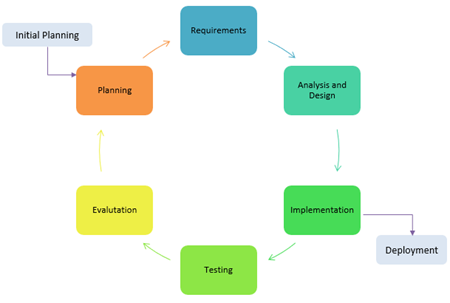 Initial Planning
Requirements
Planning
Analysis and
Design
Evalutation
Implementation
Testing
Deployment